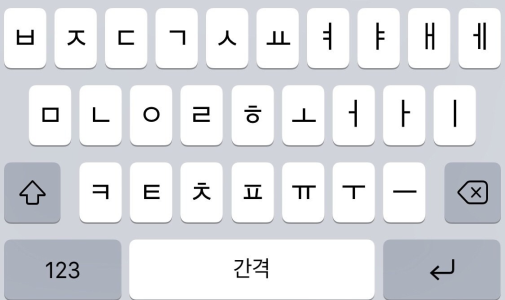 ㅂ ㅈ ㄷ ㄱ ㅅ ㅛ ㅕ ㅑ ㅐ ㅔ
ㅁ ㄴ ㅇ ㄹ ㅎ ㅗ ㅓ ㅏ ㅣ
ㅋ ㅌ ㅊ ㅍ ㅠ ㅜ ㅡ
123 간격